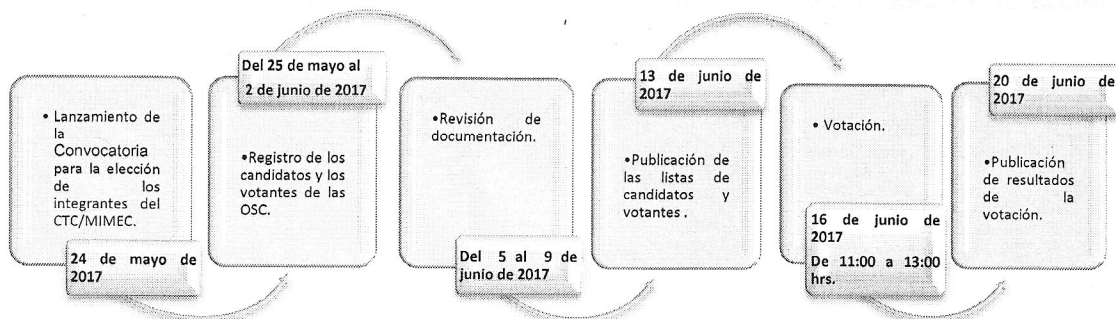 • Lanzamiento de
la
Convocatoria
para la elección
de los
integrantes del
CTC/MIMEC.
24 de mayo de
2017
Del 25 de mayo al
2 de junio de 2017
•Registro de los
candidatos y los
votantes de las
OSC.
•Revisión de
documentación.
Del 5 al 9 de
junio de 2017
13 de junio de
2017
•Publicación de
las listas de
candidatos y
votantes .
• Votación.
16 de junio de
2017
De 11:00 a 13:00
hrs.
20 de junio de
2017
• Publicación
de resultados
de la
votación.